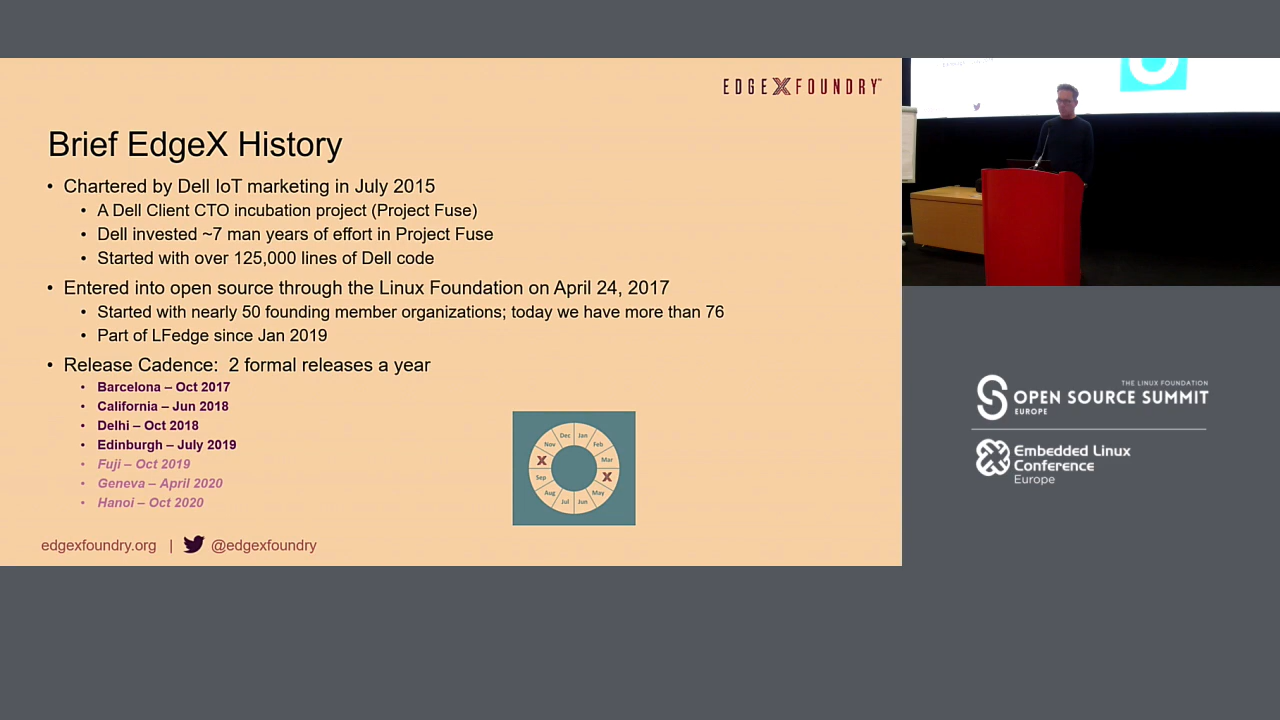 EDGEXFOUNDRY™
Brief EdgeX History
• Chartered by Dell IoT marketing in July 2015
• A Dell Client CTO incubation project (Project Fuse)
• Dell invested ~7 man years of effort in Project Fuse
• Started with over 125,000 lines of Dell code
• Entered into open source through the Linux Foundation on April 24, 2017
• Started with nearly 50 founding member organizations; today we have more than 76
• Part of LFedge since Jan 2019
• Release Cadence:  2 formal releases a year
• Barcelona – Oct 2017
• California – Jun 2018
• Delhi – Oct 2018
• Edinburgh – July 2019
• Fuji – Oct 2019
• Geneva – April 2020
• Hanoi – Oct 2020
Jan
Feb
Mar
X
May
Jun
Jul
Aug
Sep
X
Nov
Dec
edgexfoundry.org | @edgexfoundry
THE LINUX FOUNDATION
OPEN SOURCE SUMMIT
EUROPE
Embedded Linux
Conference
Europe